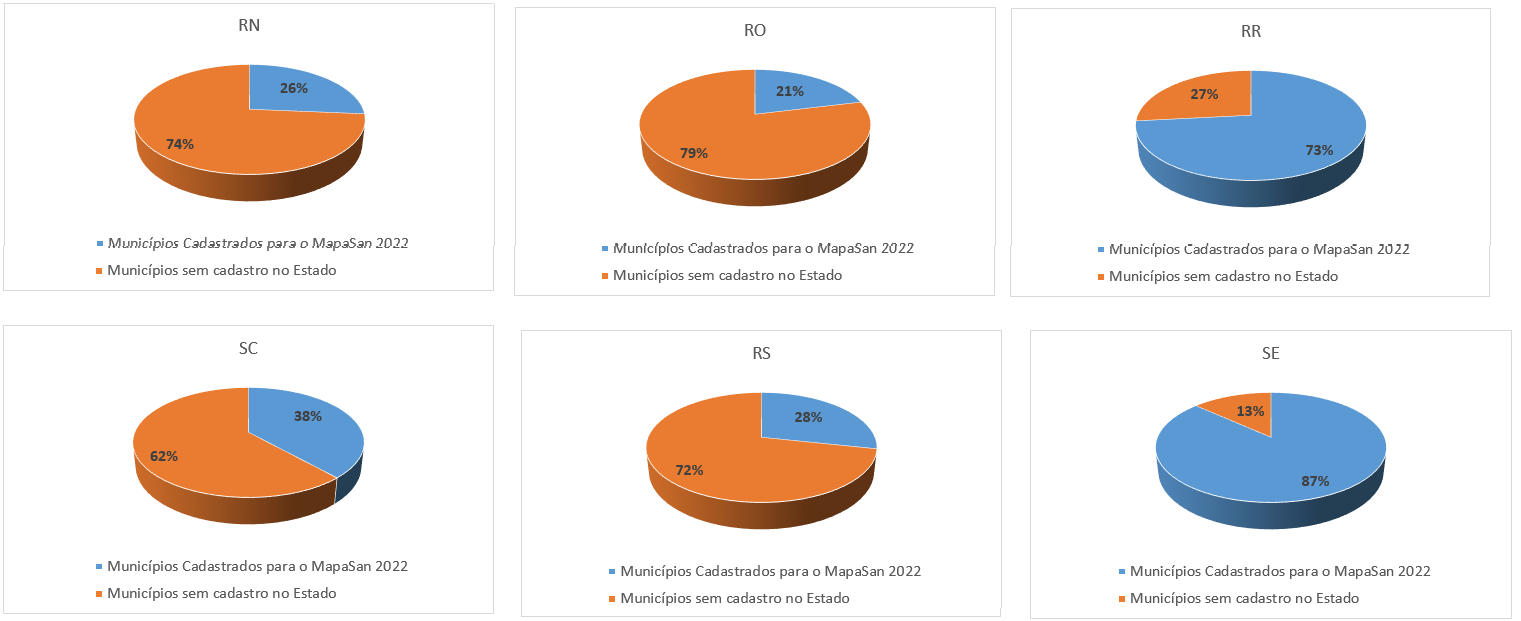 RN
26%
74%
Municípios Cadastrados para o MapaSan 2022
Municípios sem cadastro no Estado
RO
21%
79%
Municípios Cadastrados para o MapaSan 2022
Municípios sem cadastro no Estado
RR
27%
73%
Municípios Cadastrados para o MapaSan 2022
Municípios sem cadastro no Estado
SC
38%
62%
Municípios Cadastrados para o MapaSan 2022
Municípios sem cadastro no Estado
RS
28%
72%
Municípios Cadastrados para o MapaSan 2022
Municípios sem cadastro no Estado
SE
13%
87%
Municípios Cadastrados para o MapaSan 2022
Municípios sem cadastro no Estado